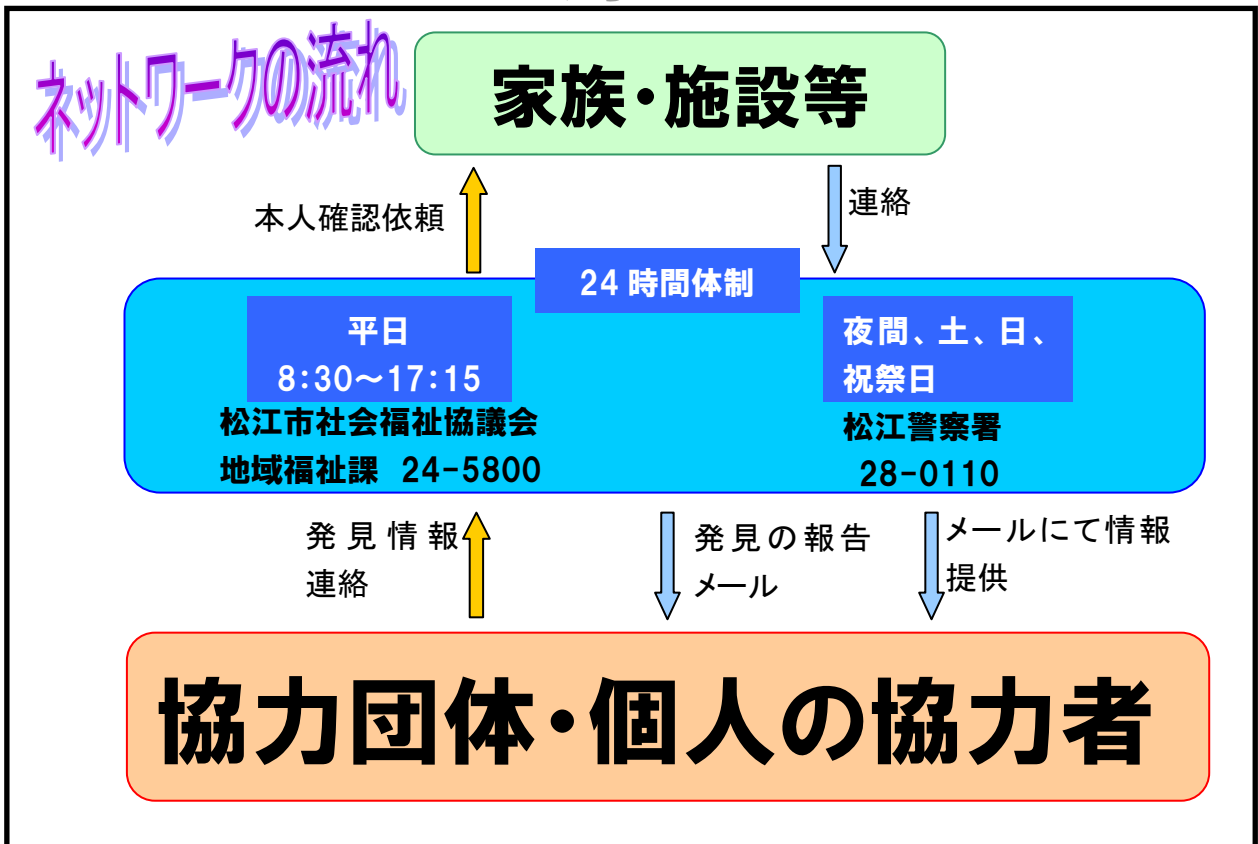 ネットワークの流れ
家族・施設等
本人確認依頼
連絡
24時間体制
平日
8:30～17:15
松江市社会福祉協議会
地域福祉課 24-5800
夜間、土、日、
祝祭日
松江警察署
28-0110
発見情報
連絡
発見の報告
メール
メールにて情報
提供
協力団体・個人の協力者